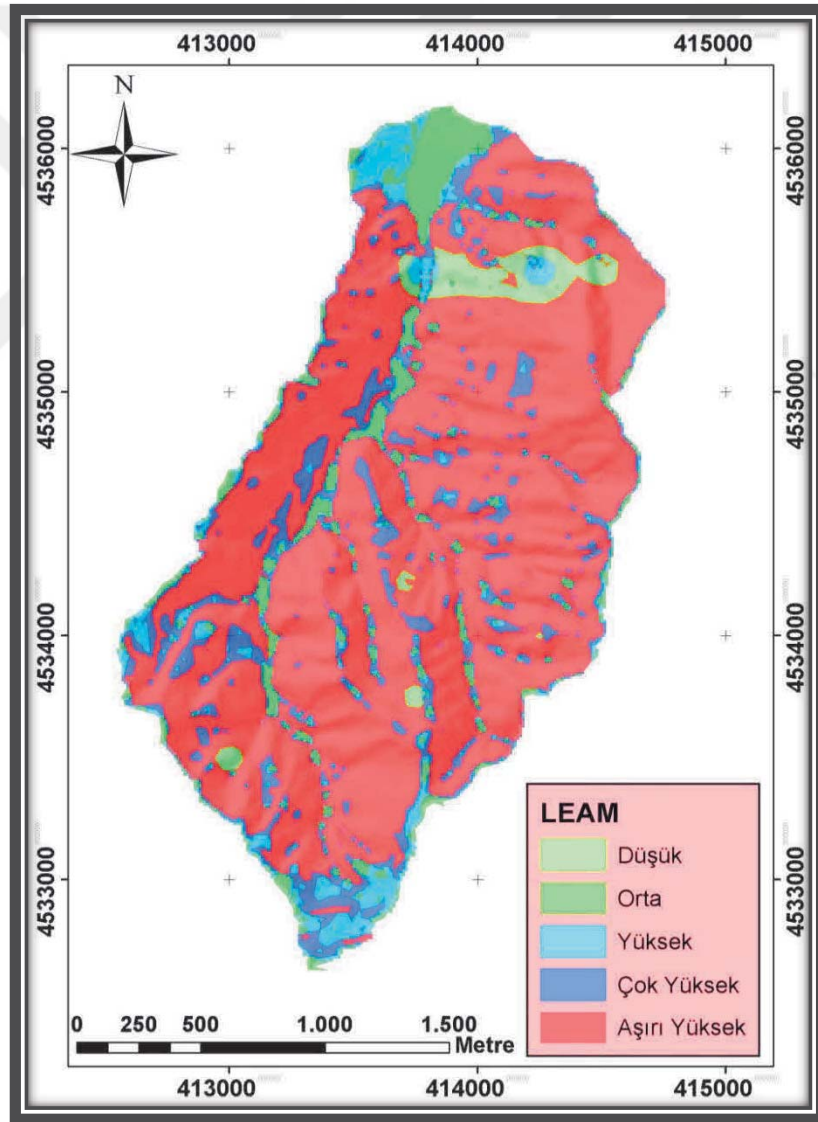 413000 414000 415000
N
4536000 4536000
4535000 4535000
4534000 4534000
4533000 4533000
LEAM
Düşük
Orta
Yüksek
Çok Yüksek
Aşırı Yüksek
0 250 500 1.000 1.500
Metre
413000 414000 415000